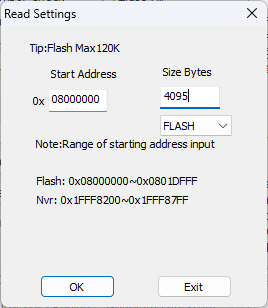 Read Settings
Tip:Flash Max120K
Start Address Size Bytes
0x 08000000 4095
FLASH
Note:Range of starting address input
Flash: 0x08000000~0x0801DFFF
Nvr: 0x1FFF8200~0x1FFF87FF
OK Exit